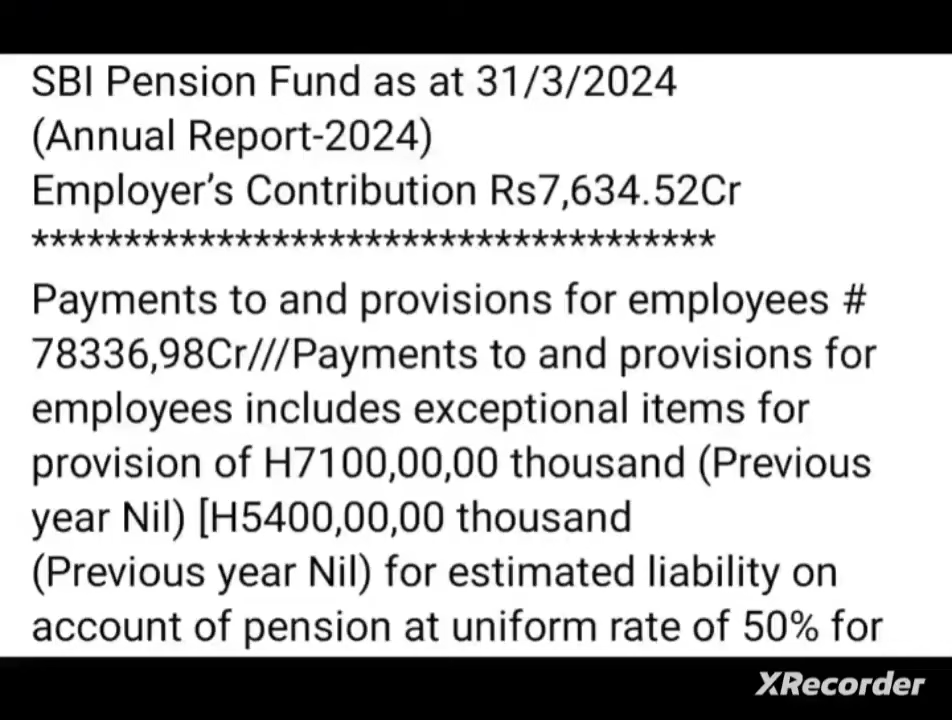 SBI Pension Fund as at 31/3/2024
(Annual Report-2024)
Employer’s Contribution Rs7,634.52Cr
*************************************
Payments to and provisions for employees #
78336,98Cr///Payments to and provisions for
employees includes exceptional items for
provision of H7100,00,00 thousand (Previous
year Nil) [H5400,00,00 thousand
(Previous year Nil) for estimated liability on
account of pension at uniform rate of 50% for
XRecorder